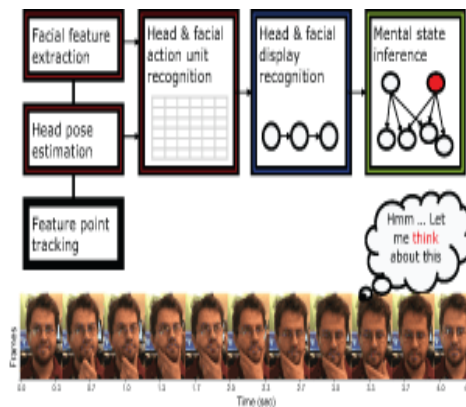 Facial feature
extraction
Head & facial
action unit
recognition
Head & facial
display
recognition
Mental state
inference
Head pose
estimation
Feature point
tracking
Hmm ... Let
me think
about this
Frames
Time (sec)